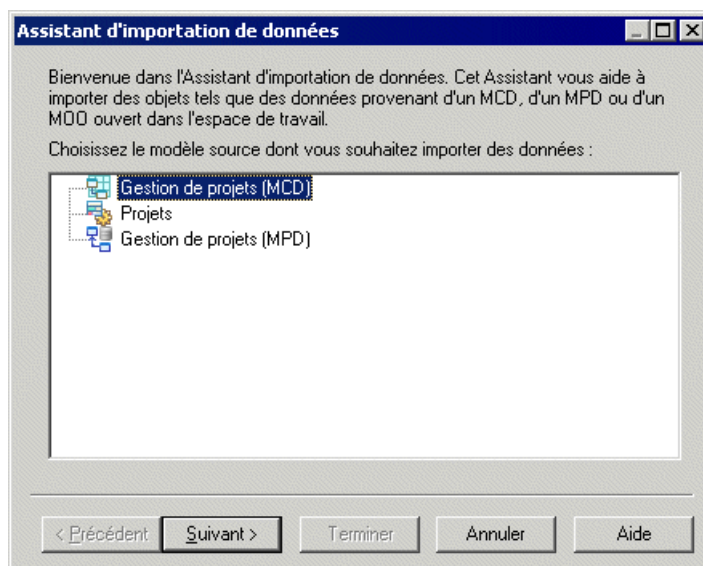 Assistant d'importation de données
Bienvenue dans l'Assistant d'importation de données. Cet Assistant vous aide à
importer des objets tels que des données provenant d'un MCD, d'un MPD ou d'un
MOO ouvert dans l'espace de travail.
Choisissez le modèle source dont vous souhaitez importer des données :
Gestion de projets (MCD)
Projets
Gestion de projets (MPD)
< Précédent
Suivant >
Terminer
Annuler
Aide